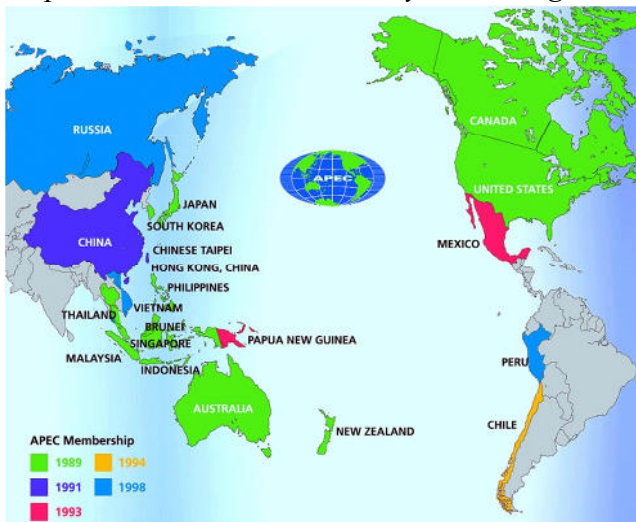 RUSSIA
CANADA
UNITED STATES
APEC
JAPAN
SOUTH KOREA
CHINA
CHINESE TAIPEI
HONG KONG, CHINA
MEXICO
PHILIPPINES
THAILAND
VIETNAM
BRUNEI
SINGAPORE
PAPUA NEW GUINEA
MALAYSIA
INDONESIA
PERU
AUSTRALIA
NEW ZEALAND
CHILE
APEC Membership
1989
1994
1991
1998
1993